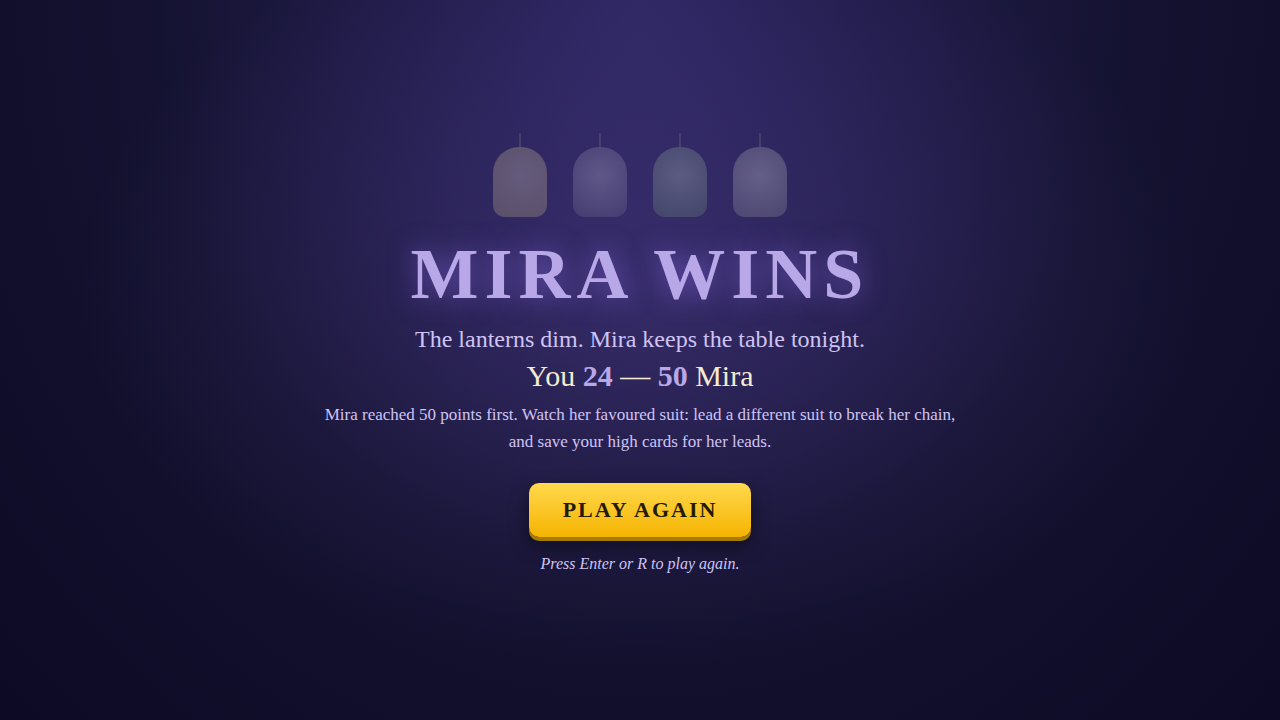 MIRA WINS
The lanterns dim. Mira keeps the table tonight.
You 24 — 50 Mira
Mira reached 50 points first. Watch her favoured suit: lead a different suit to break her chain,
and save your high cards for her leads.
PLAY AGAIN
Press Enter or R to play again.